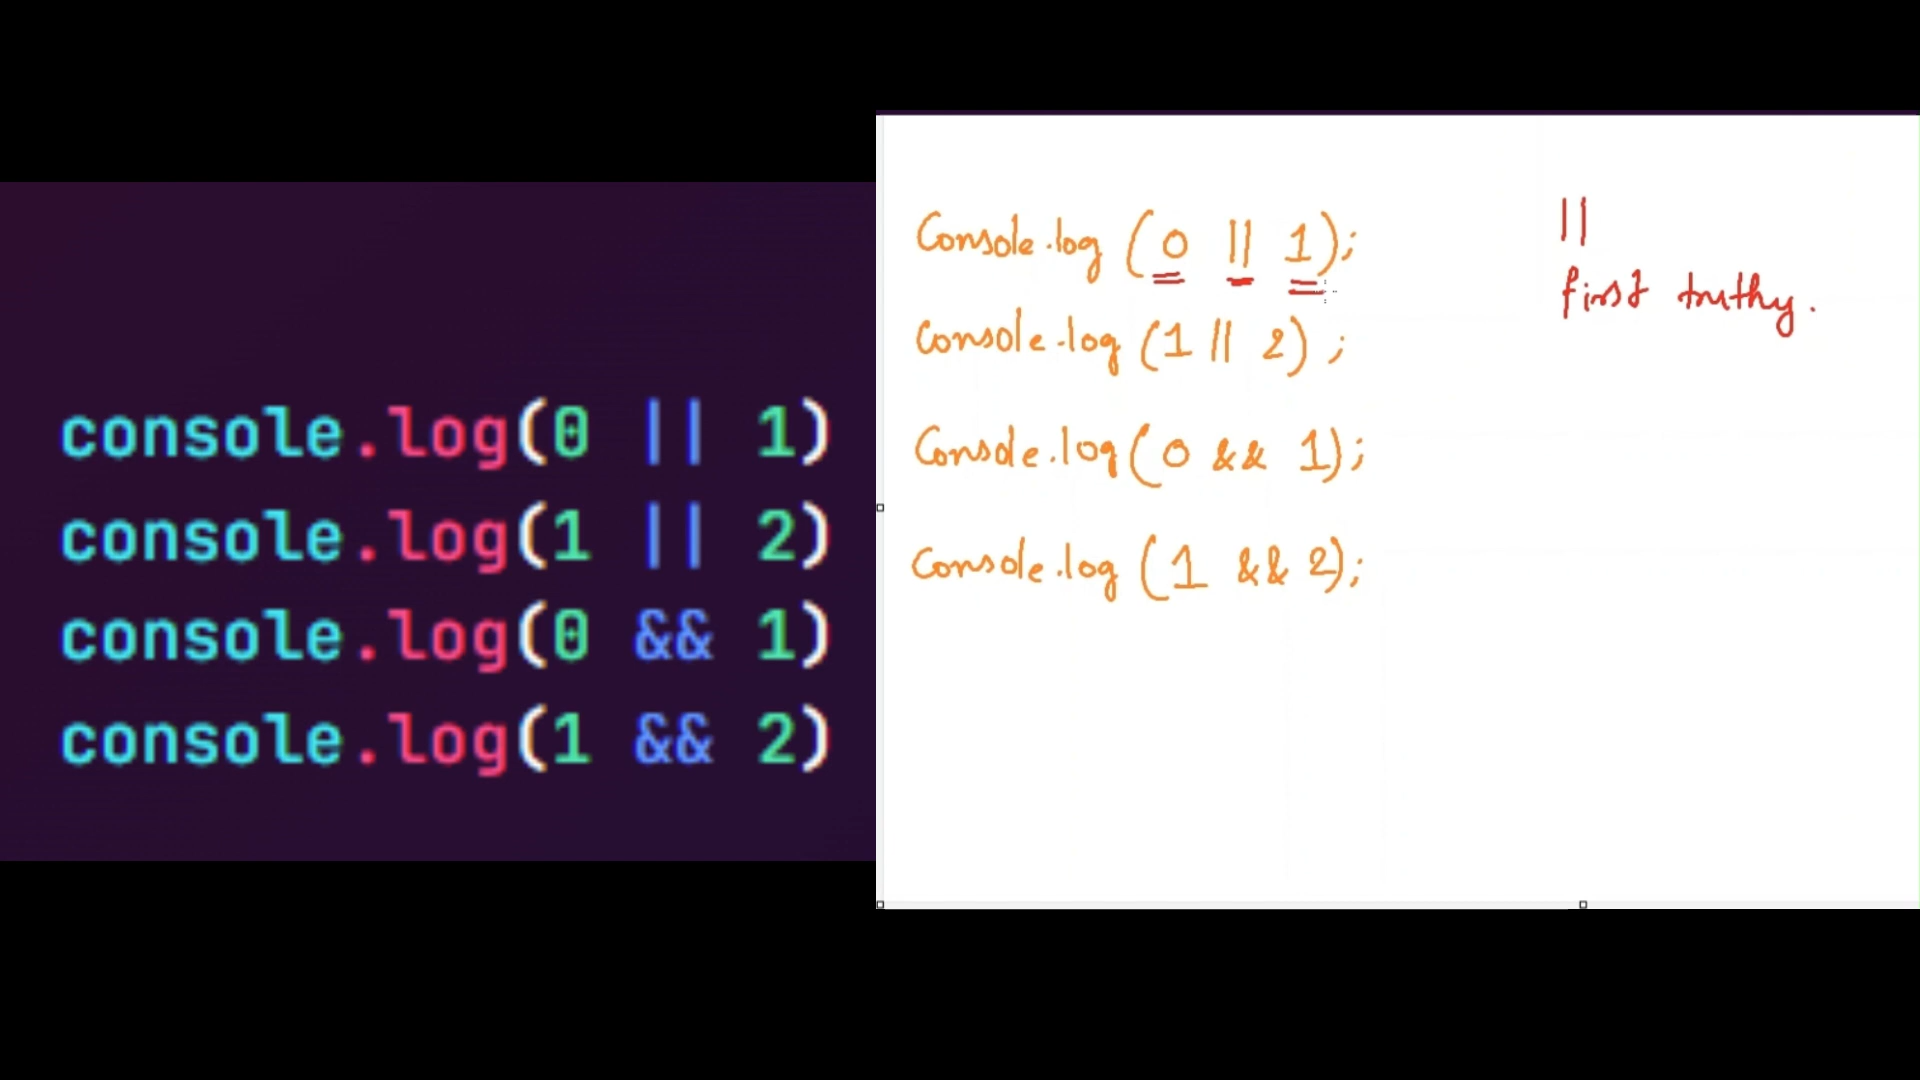 console.log(0 || 1)
console.log(1 || 2)
console.log(0 && 1)
console.log(1 && 2)
Console.log (0 || 1);
Console.log (1 || 2) ;
Console.log (0 && 1);
Console.log (1 && 2);
||
first truthy.